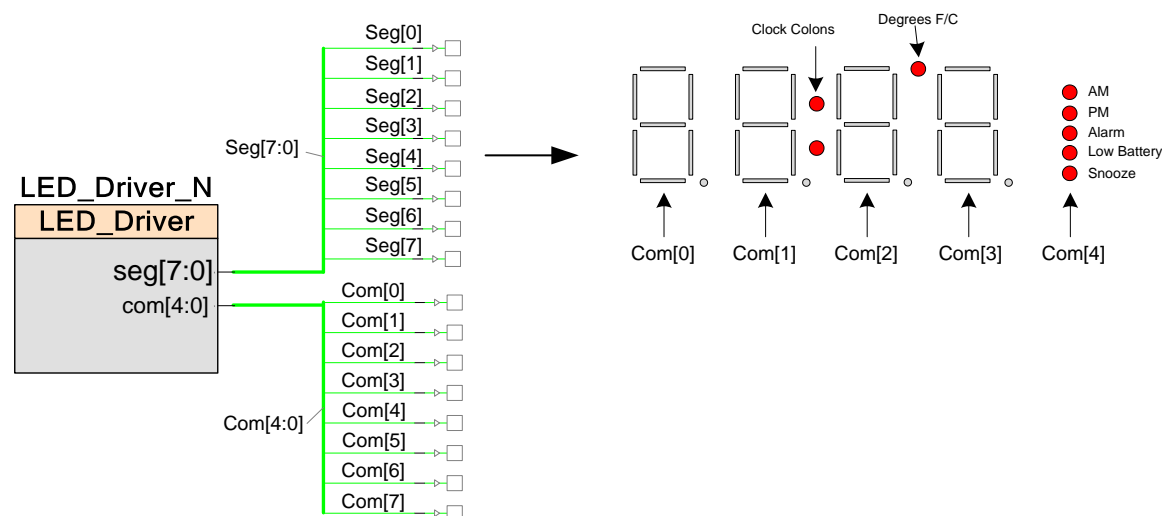 LED_Driver_N
LED_Driver
seg[7:0]
com[4:0]
Seg[7:0]
Seg[0]
Seg[1]
Seg[2]
Seg[3]
Seg[4]
Seg[5]
Seg[6]
Seg[7]
Com[4:0]
Com[0]
Com[1]
Com[2]
Com[3]
Com[4]
Com[5]
Com[6]
Com[7]
Clock Colons
Degrees F/C
AM
PM
Alarm
Low Battery
Snooze
Com[0]
Com[1]
Com[2]
Com[3]
Com[4]